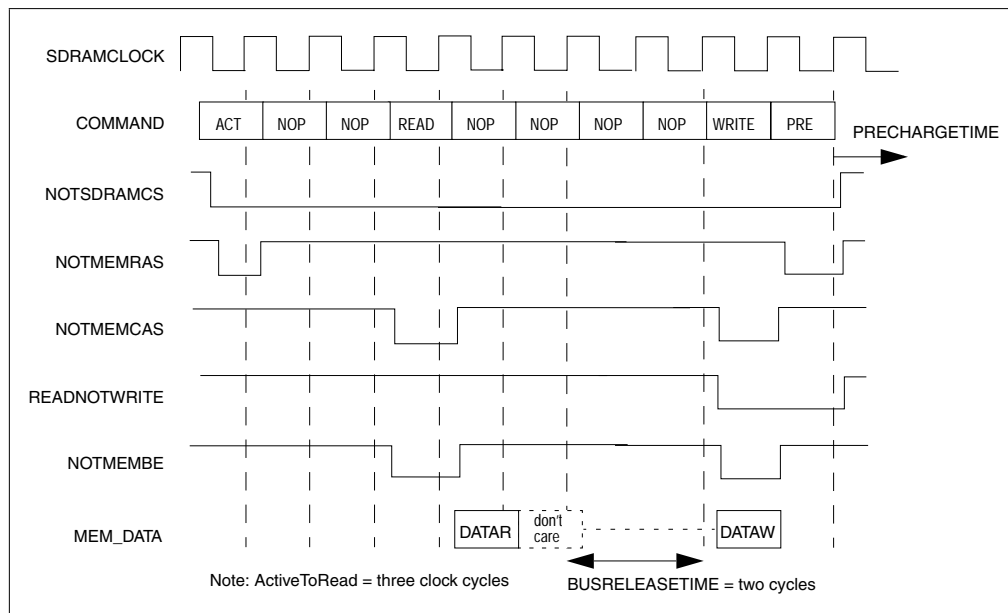 SDRAMCLOCK
COMMAND ACT NOP NOP READ NOP NOP NOP NOP WRITE PRE
PRECHARGETIME
NOTSDRAMCS
NOTMEMRAS
NOTMEMCAS
READNOTWRITE
NOTMEMBE
MEM_DATA DATAR don't care DATAW
Note: ActiveToRead = three clock cycles
BUSRELEASETIME = two cycles